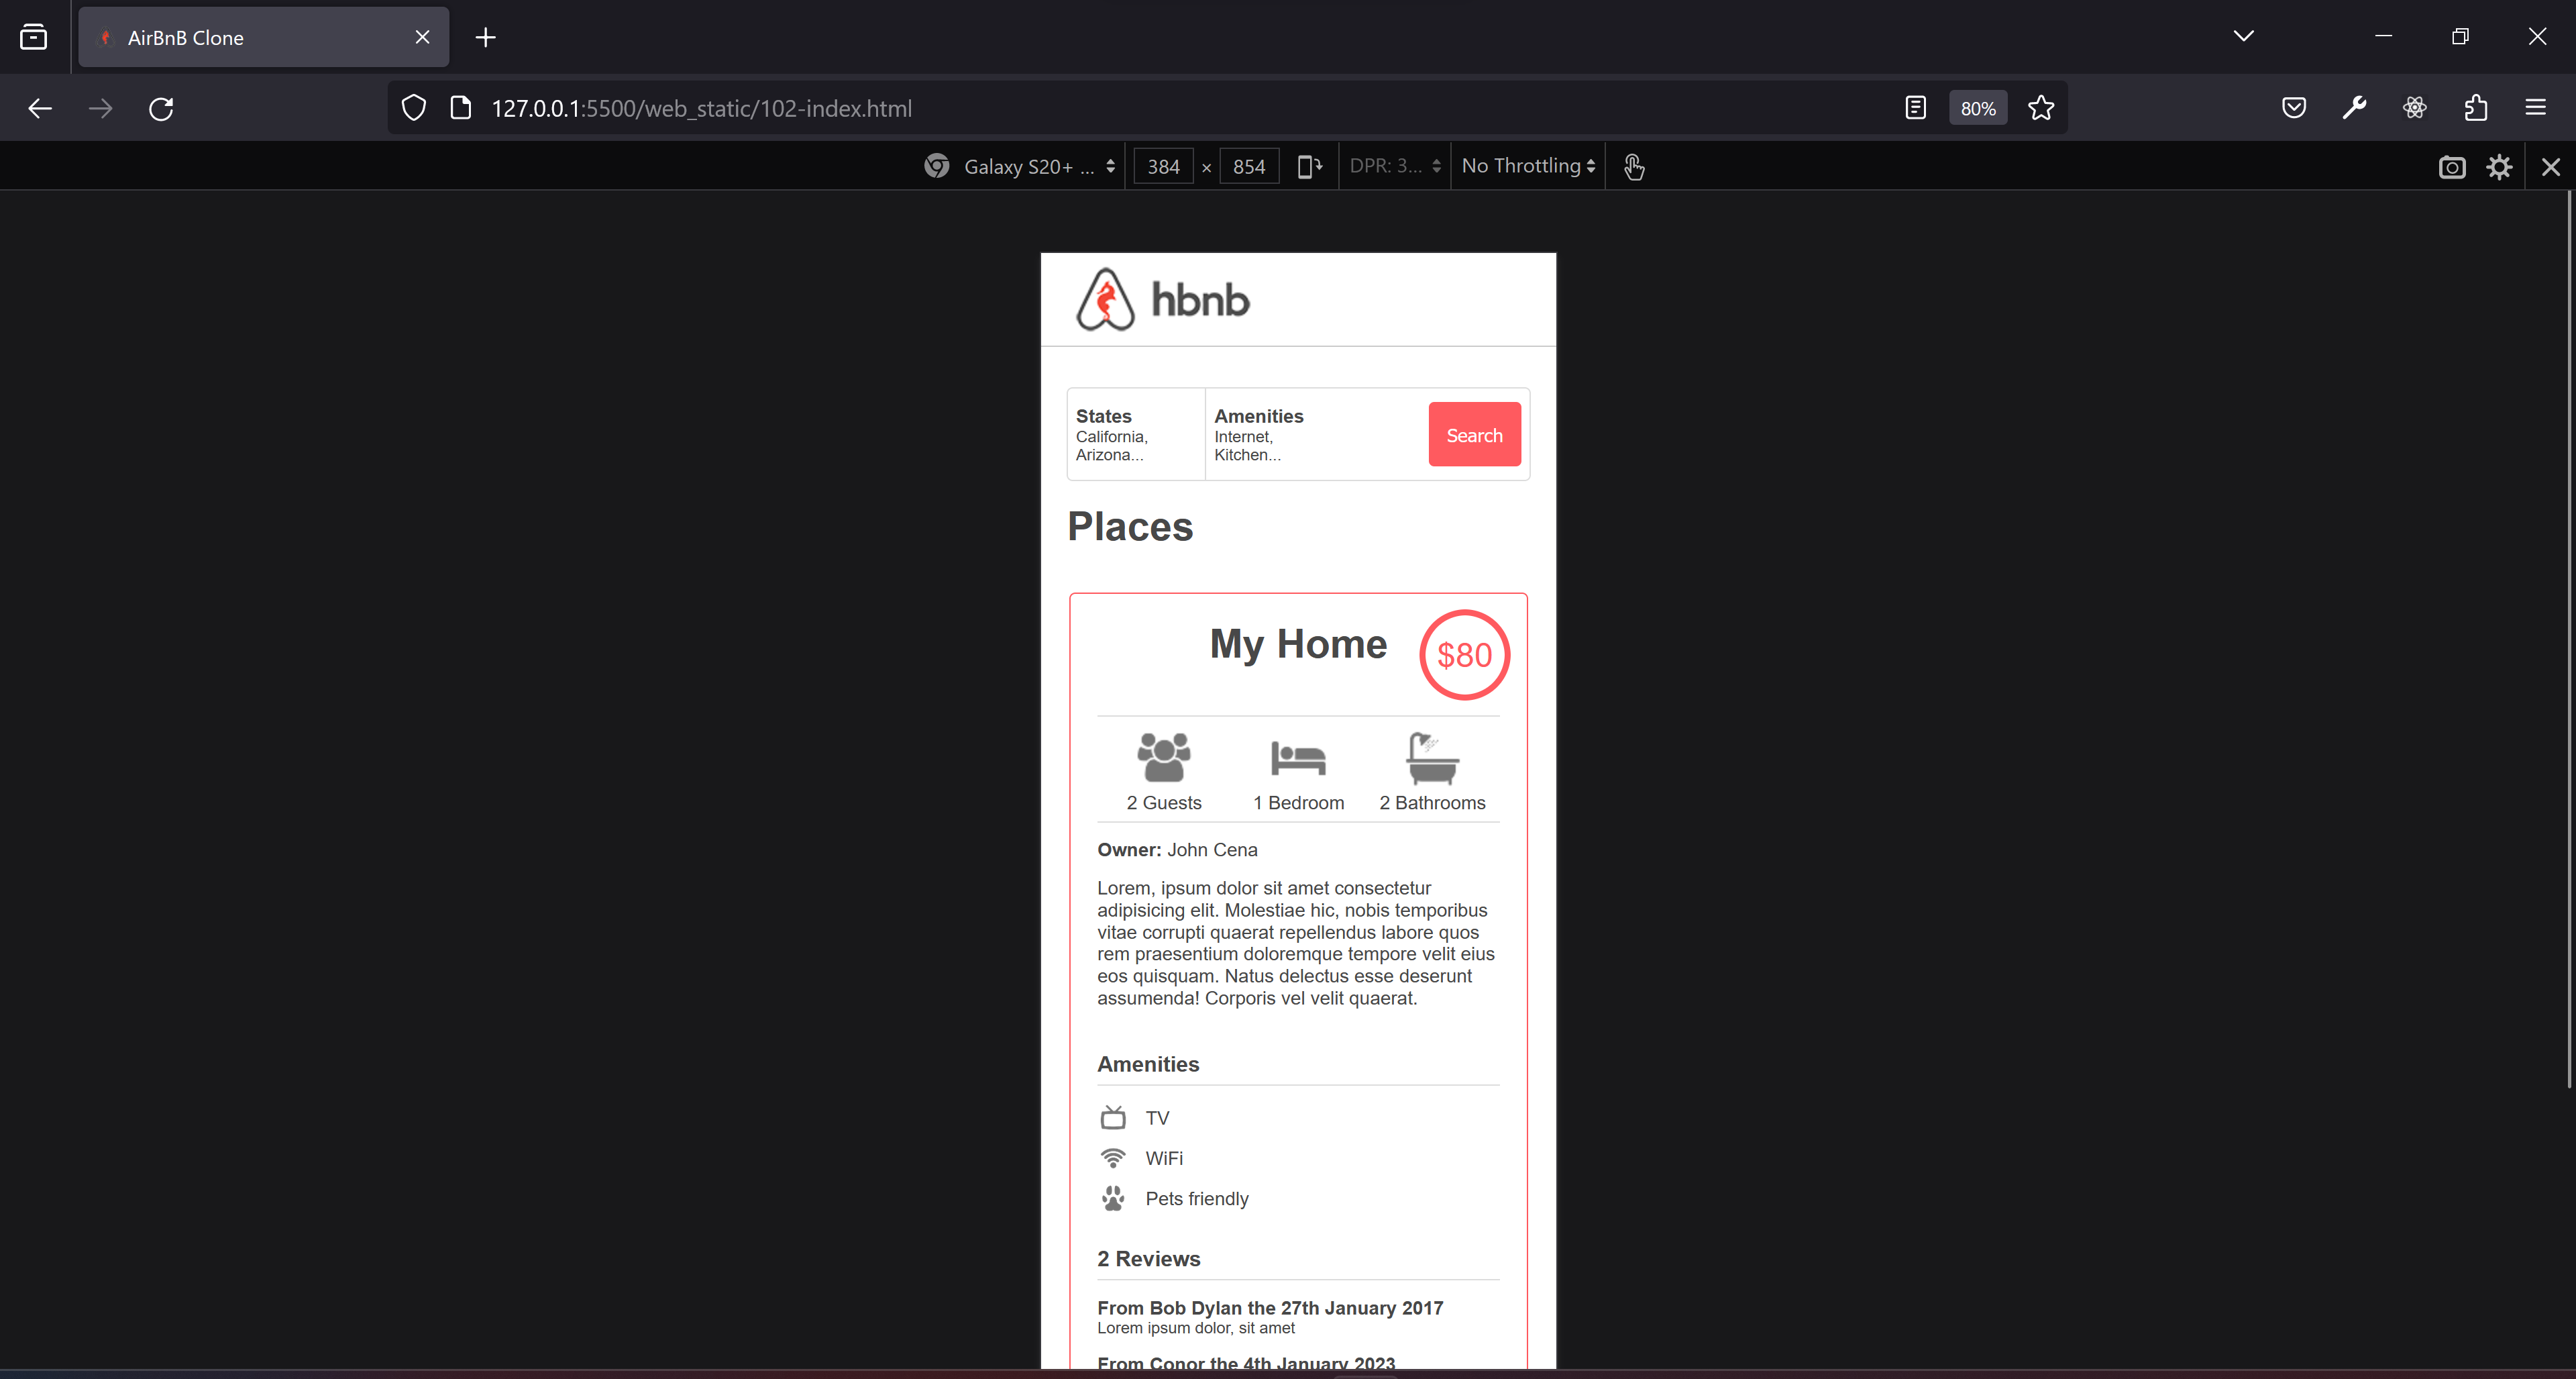 AirBnB Clone
127.0.0.1:5500/web_static/102-index.html
80%
Galaxy S20+ ...
384 × 854
DPR: 3...
No Throttling
hbnb
States
California,
Arizona...
Amenities
Internet,
Kitchen...
Search
Places
My Home
$80
2 Guests
1 Bedroom
2 Bathrooms
Owner: John Cena
Lorem, ipsum dolor sit amet consectetur
adipisicing elit. Molestiae hic, nobis temporibus
vitae corrupti quaerat repellendus labore quos
rem praesentium doloremque tempore velit eius
eos quisquam. Natus delectus esse deserunt
assumenda! Corporis vel velit quaerat.
Amenities
TV
WiFi
Pets friendly
2 Reviews
From Bob Dylan the 27th January 2017
Lorem ipsum dolor, sit amet
From Conor the 4th January 2023